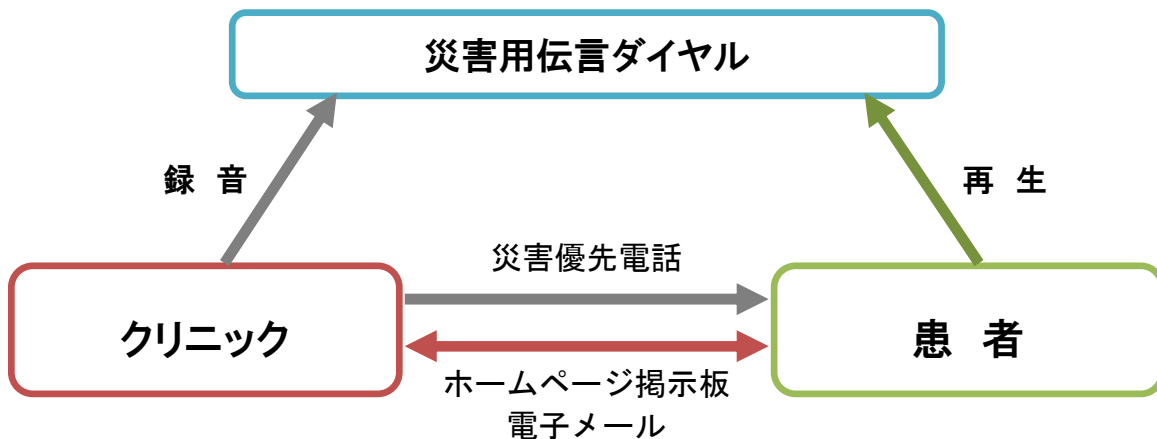 災害用伝言ダイヤル
録 音
再 生
災害優先電話
クリニック
患 者
ホームページ掲示板
電子メール